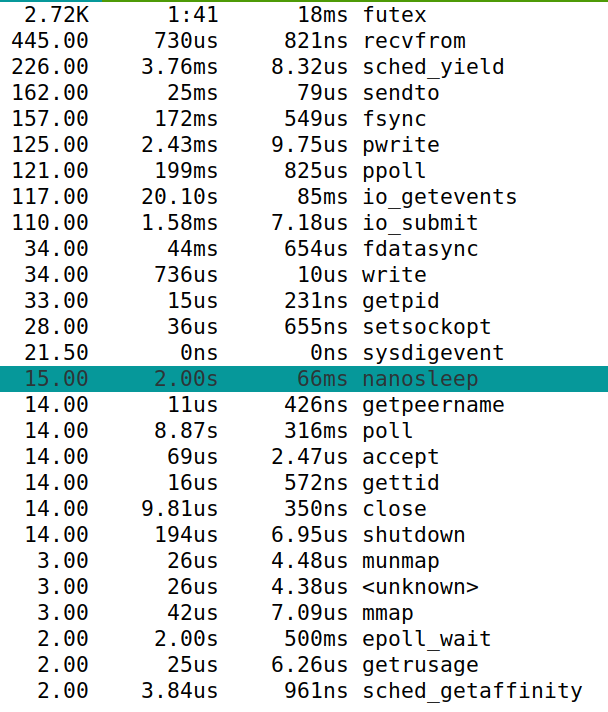 2.72K 1:41 18ms futex
445.00 730us 821ns recvfrom
226.00 3.76ms 8.32us sched_yield
162.00 25ms 79us sendto
157.00 172ms 549us fsync
125.00 2.43ms 9.75us pwrite
121.00 199ms 825us ppoll
117.00 20.10s 85ms io_getevents
110.00 1.58ms 7.18us io_submit
34.00 44ms 654us fdatasync
34.00 736us 10us write
33.00 15us 231ns getpid
28.00 36us 655ns setsockopt
21.50 0ns 0ns sysdigevent
15.00 2.00s 66ms nanosleep
14.00 11us 426ns getpeername
14.00 8.87s 316ms poll
14.00 69us 2.47us accept
14.00 16us 572ns gettid
14.00 9.81us 350ns close
14.00 194us 6.95us shutdown
3.00 26us 4.48us munmap
3.00 26us 4.38us <unknown>
3.00 42us 7.09us mmap
2.00 2.00s 500ms epoll_wait
2.00 25us 6.26us getrusage
2.00 3.84us 961ns sched_getaffinity